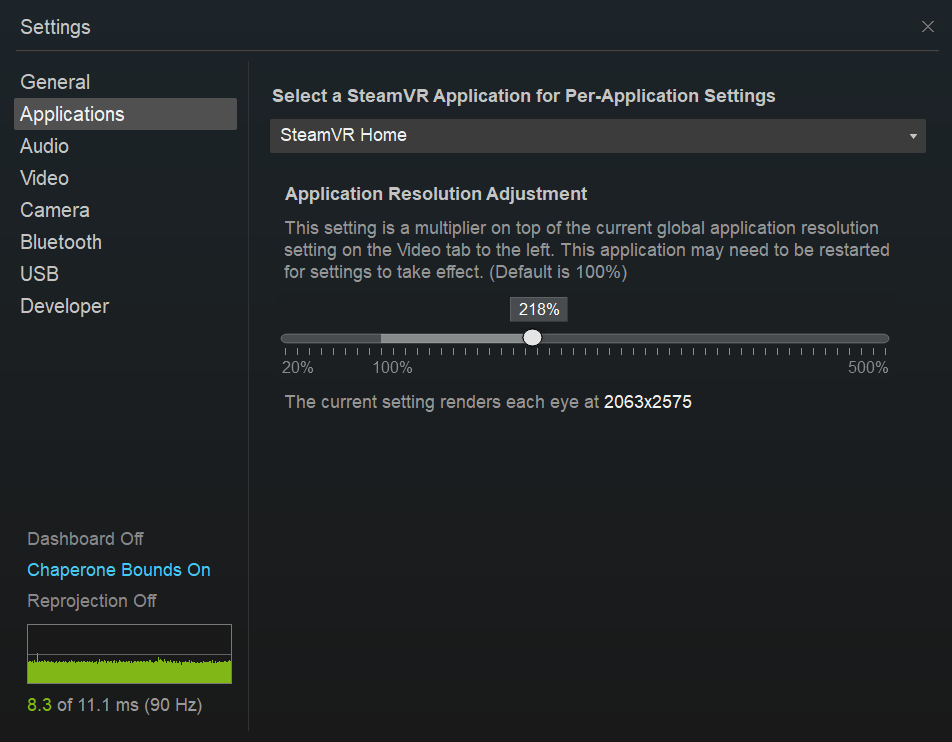 Settings
General
Applications
Audio
Video
Camera
Bluetooth
USB
Developer
Select a SteamVR Application for Per-Application Settings
SteamVR Home
Application Resolution Adjustment
This setting is a multiplier on top of the current global application resolution
setting on the Video tab to the left. This application may need to be restarted
for settings to take effect. (Default is 100%)
218%
20% 100% 500%
The current setting renders each eye at 2063x2575
Dashboard Off
Chaperone Bounds On
Reprojection Off
8.3 of 11.1 ms (90 Hz)